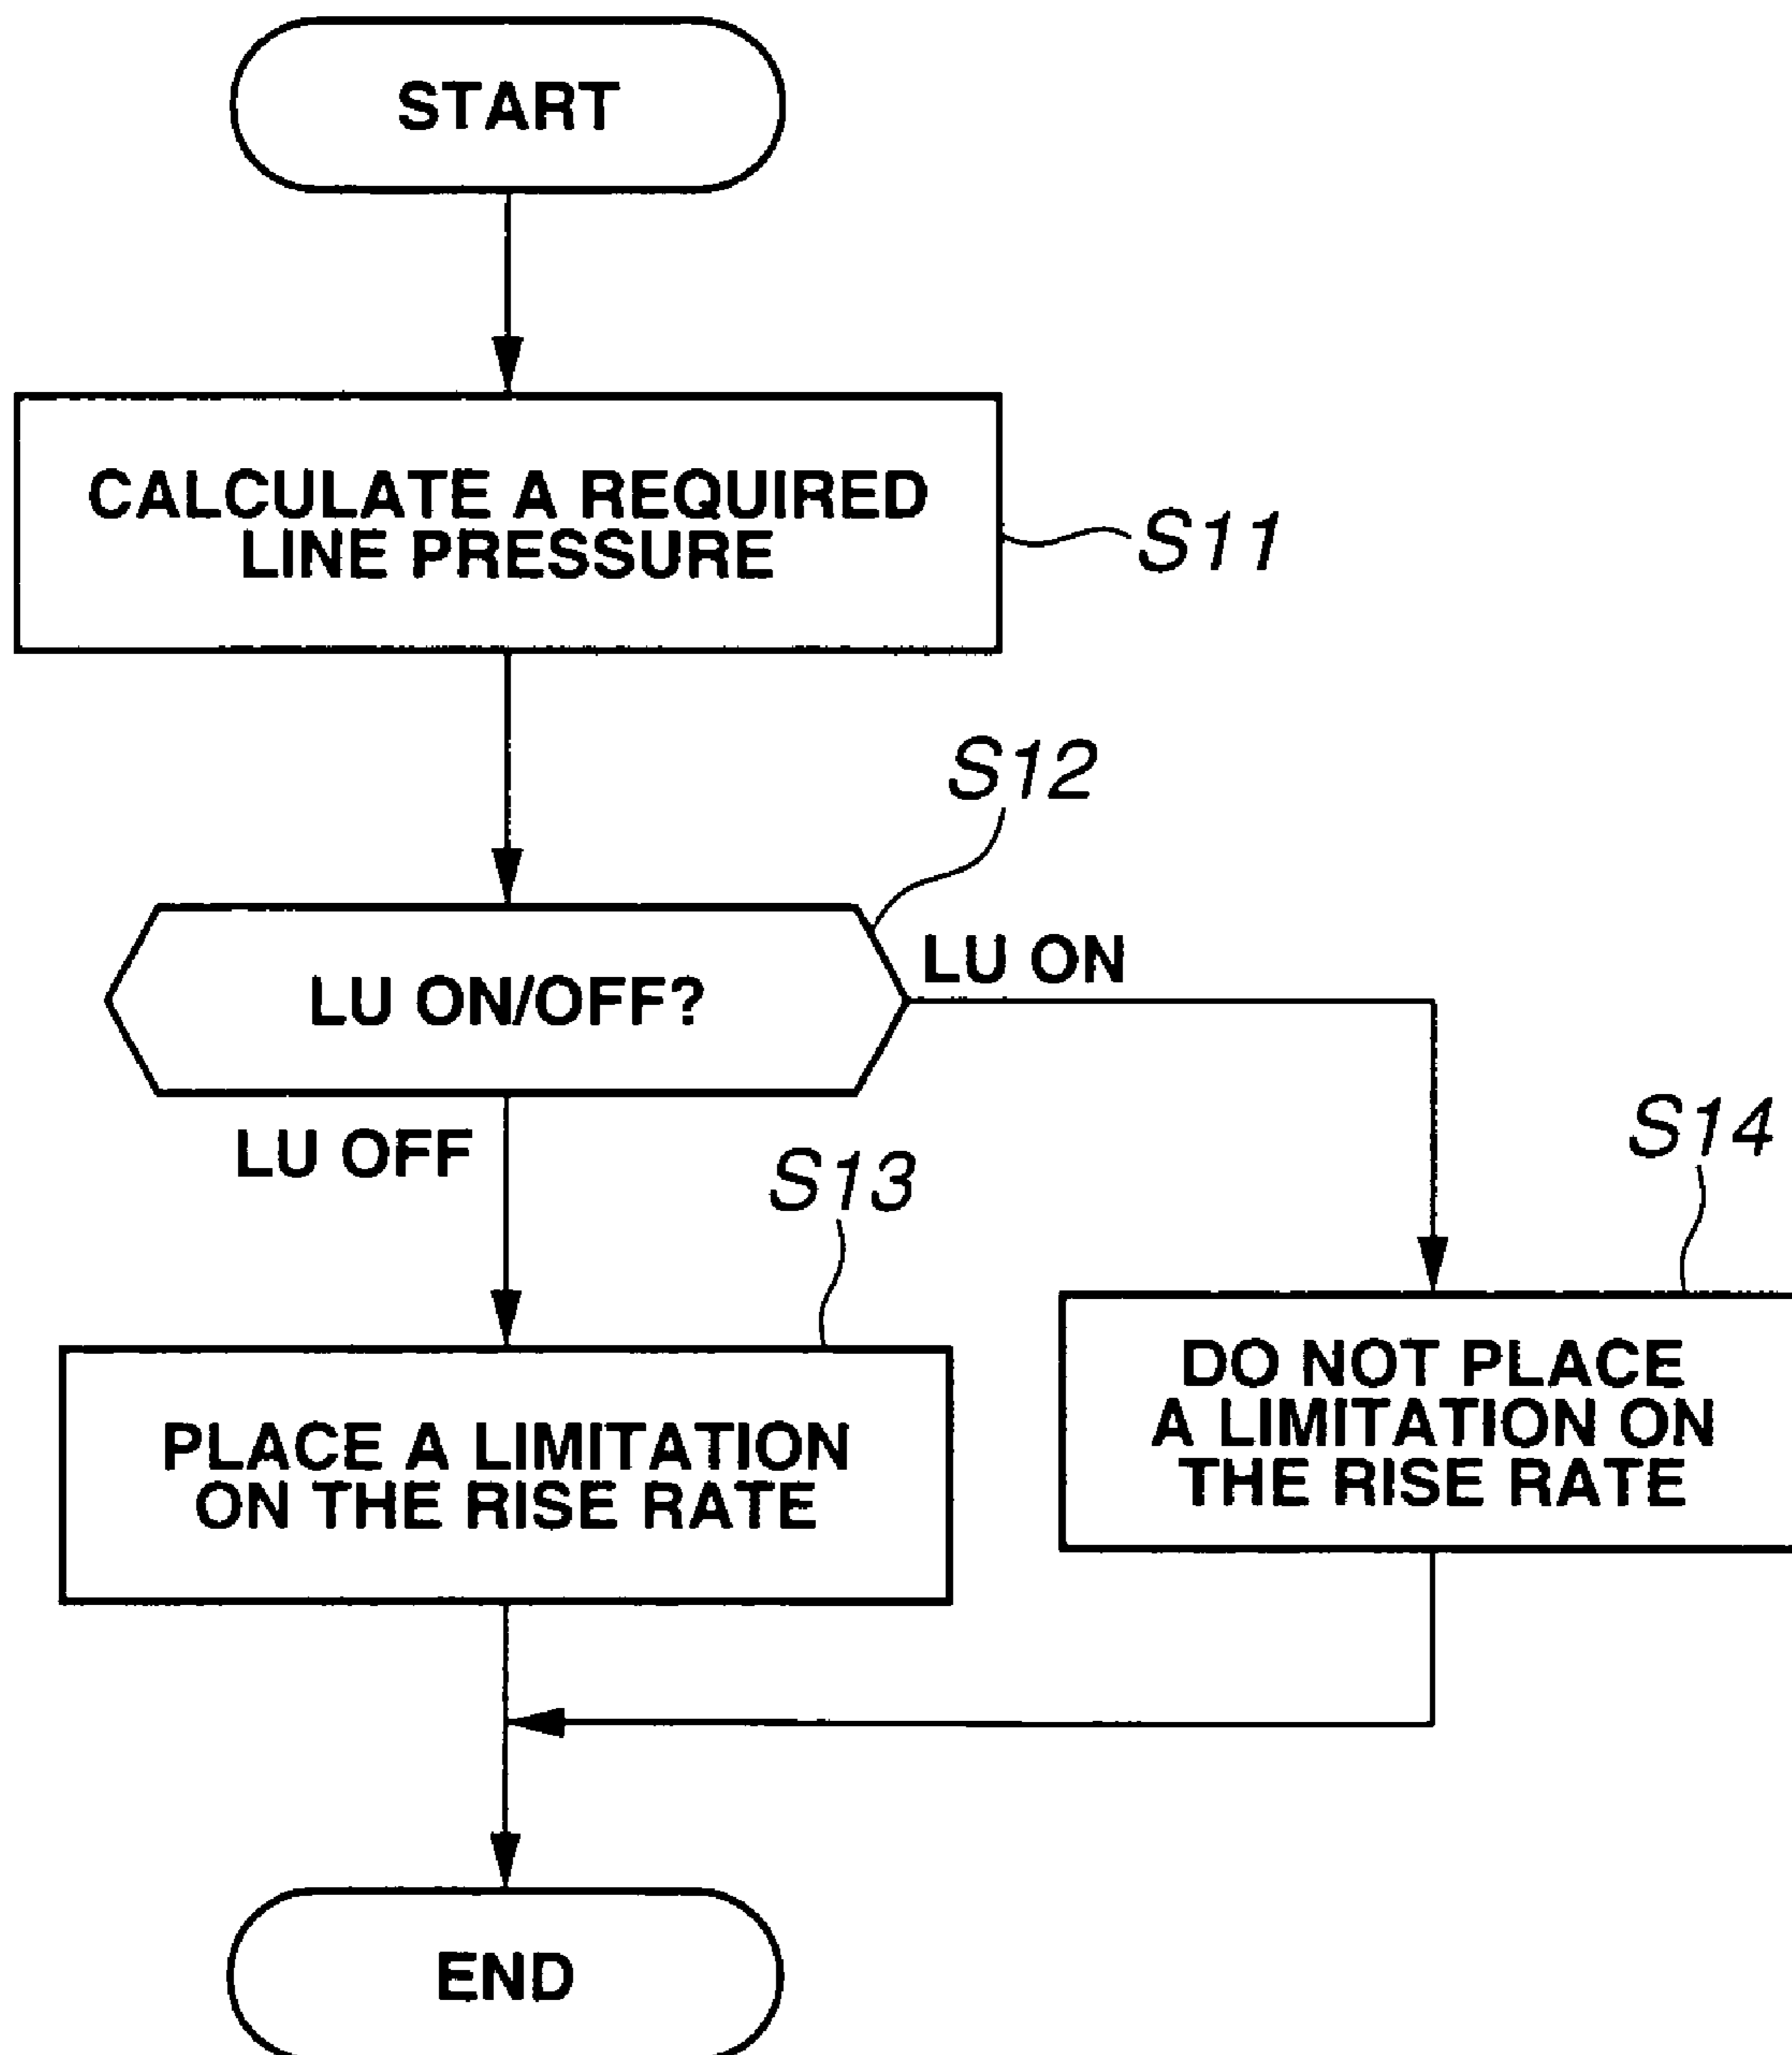 START
CALCULATE A REQUIRED
LINE PRESSURE
S11
S12
LU ON/OFF?
LU ON
LU OFF
S13
S14
PLACE A LIMITATION
ON THE RISE RATE
DO NOT PLACE
A LIMITATION ON
THE RISE RATE
END